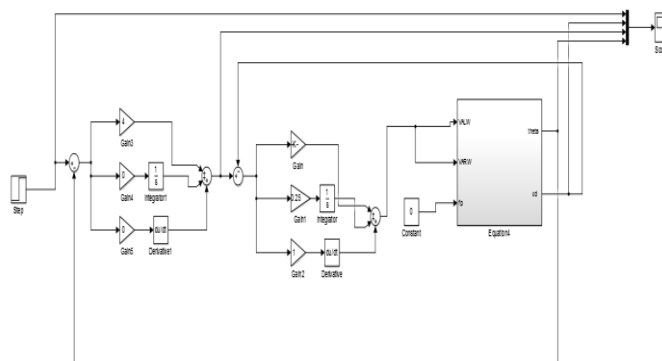 Step
4
Gain3
0
Gain4
1
s
Integrator1
0
Gain5
du/dt
Derivative1
-K-
Gain
0.25
Gain1
1
s
Integrator
1
Gain2
du/dt
Derivative
0
Constant
VALW
VARW
fp
theta
xd
Equation4